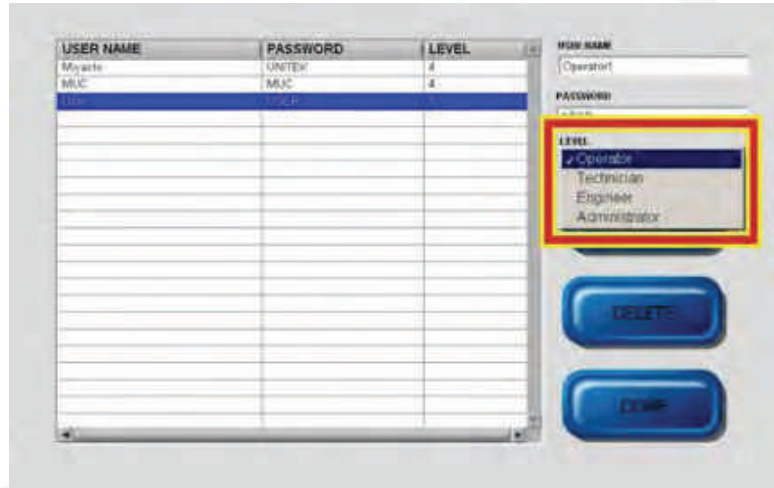 USER NAME PASSWORD LEVEL
UNITEK 4
MUC MUC 4
USER
USER NAME
Operator1
PASSWORD
LEVEL
✓Operator
Technician
Engineer
Administrator
DELETE
DONE